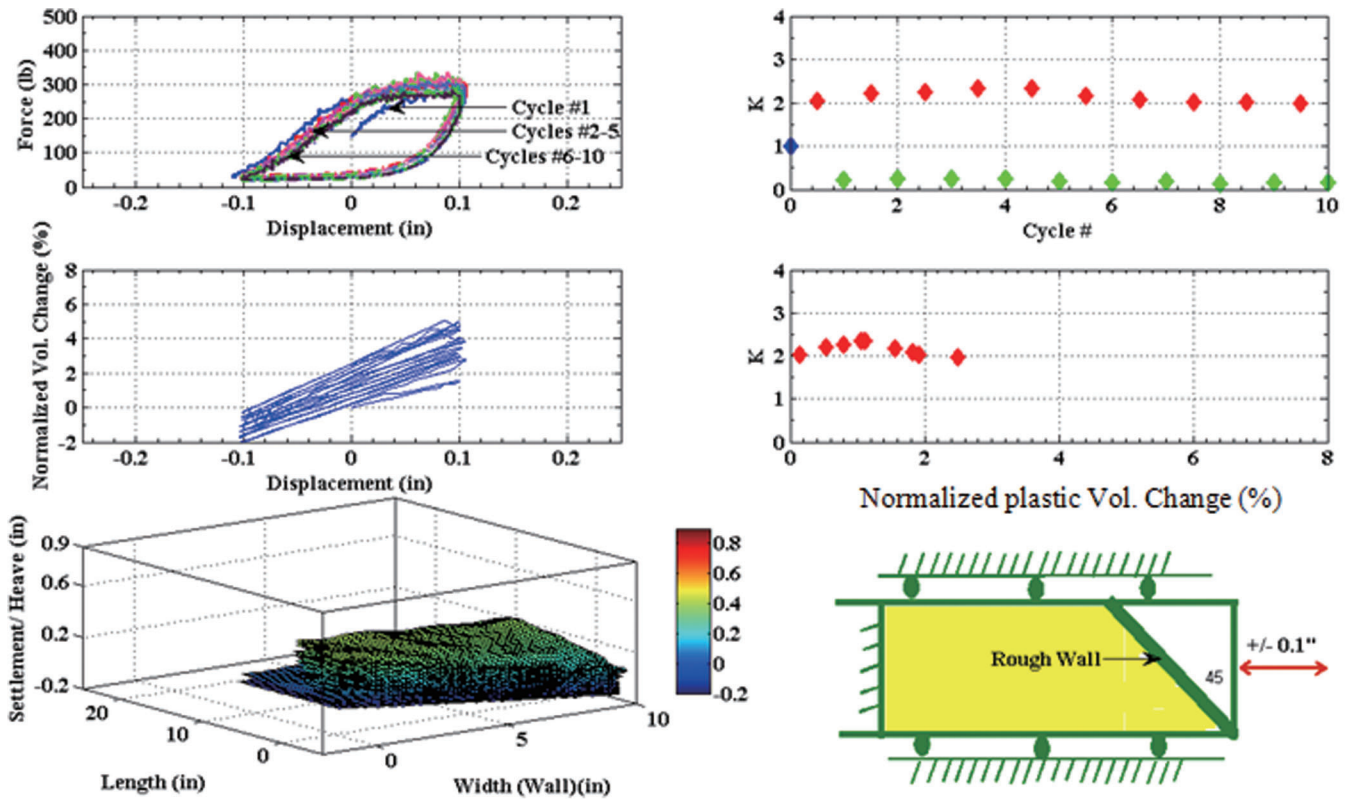 500
400
300
200
100
0
Force (lb)
Cycle #1
Cycles #2-5
Cycles #6-10
-0.2 -0.1 0 0.1 0.2
Displacement (in)
4
3
2
1
0
K
0 2 4 6 8 10
Cycle #
8
6
4
2
0
-2
Normalized Vol. Change (%)
-0.2 -0.1 0 0.1 0.2
Displacement (in)
4
3
2
1
0
K
0 2 4 6 8
Normalized plastic Vol. Change (%)
0.9
0.6
0.2
-0.2
Settlement/ Heave (in)
20
10
0
Length (in)
0
5
10
Width (Wall)(in)
0.8
0.6
0.4
0.2
0
-0.2
Rough Wall
45
+/- 0.1"